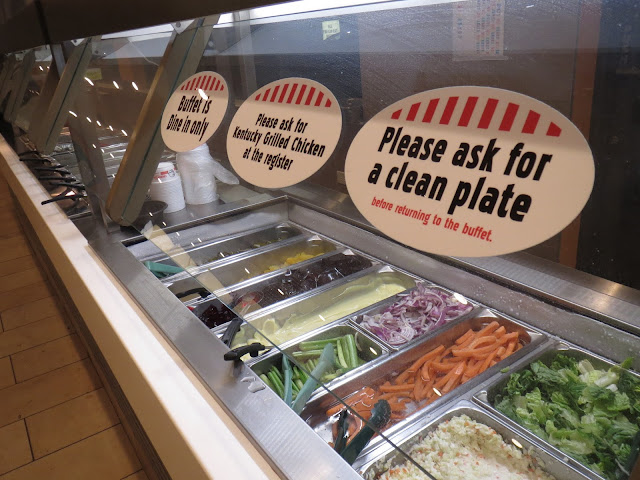 Buffet is
Dine in only
Please ask for
Kentucky Grilled Chicken
at the register
Please ask for
a clean plate
before returning to the buffet.